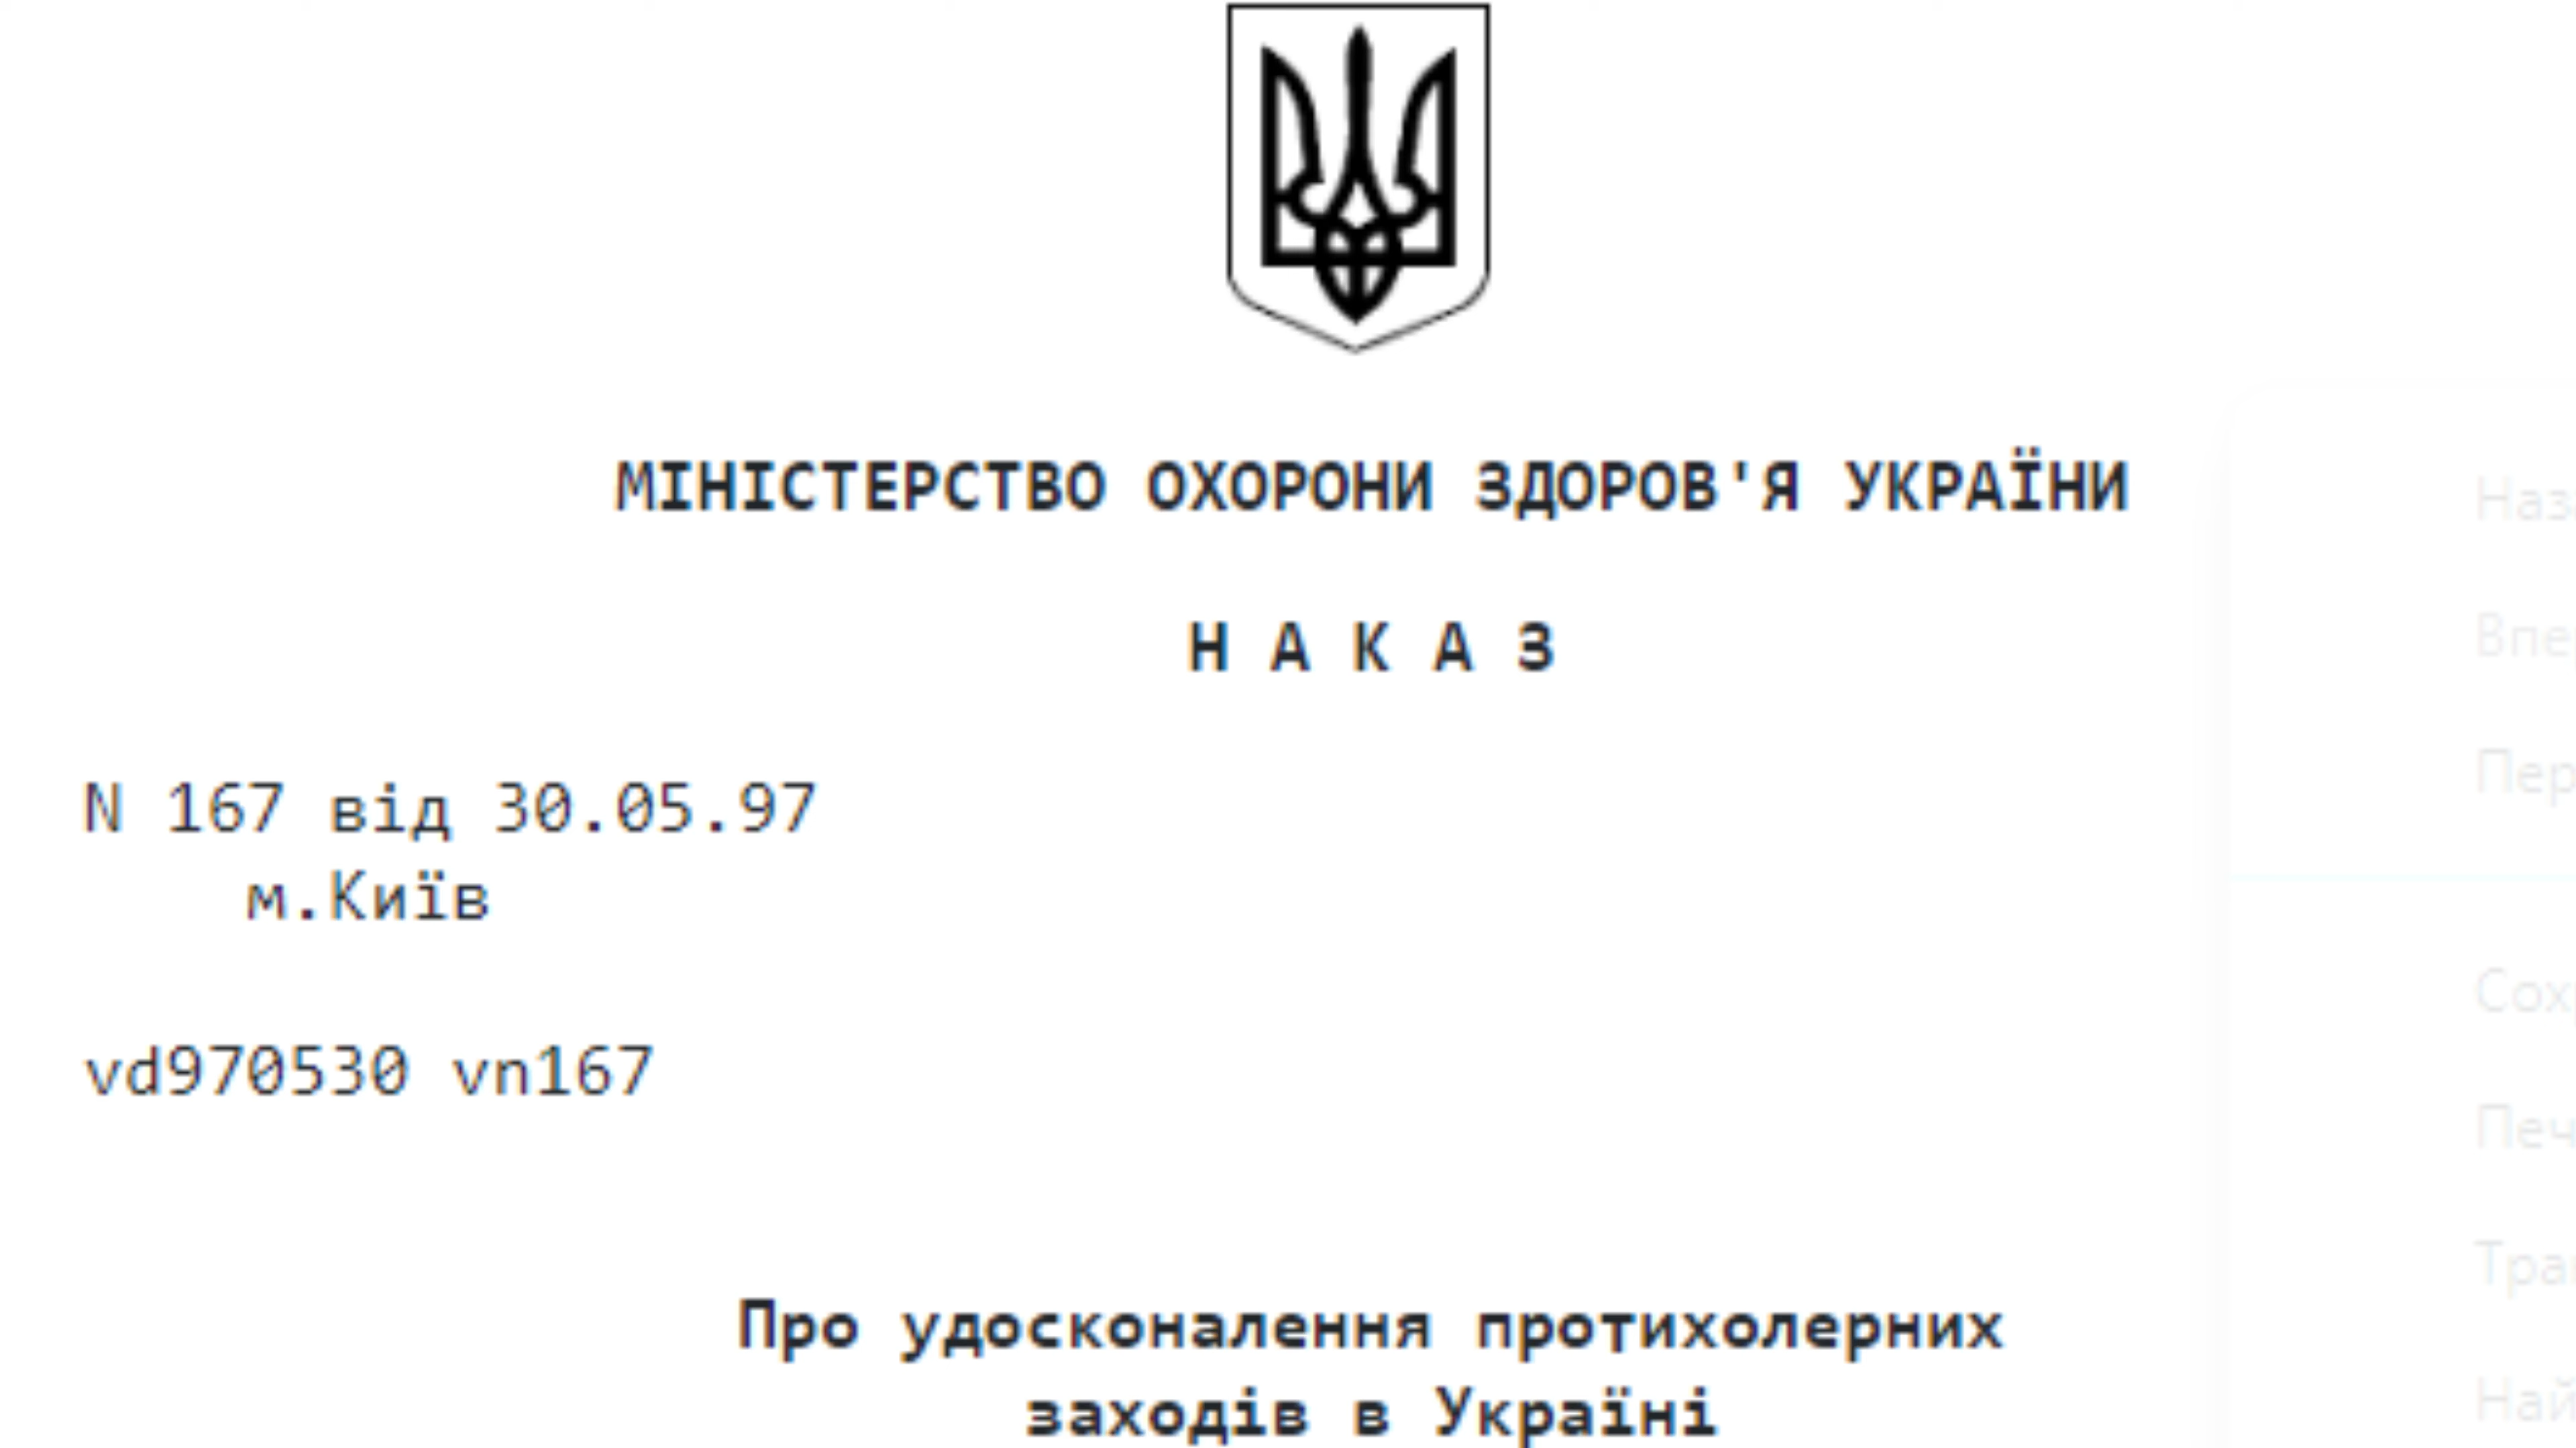 МІНІСТЕРСТВО ОХОРОНИ ЗДОРОВ'Я УКРАЇНИ
Н А К А З
N 167 від 30.05.97
м.Київ
vd970530 vn167
Про удосконалення протихолерних
заходів в Україні